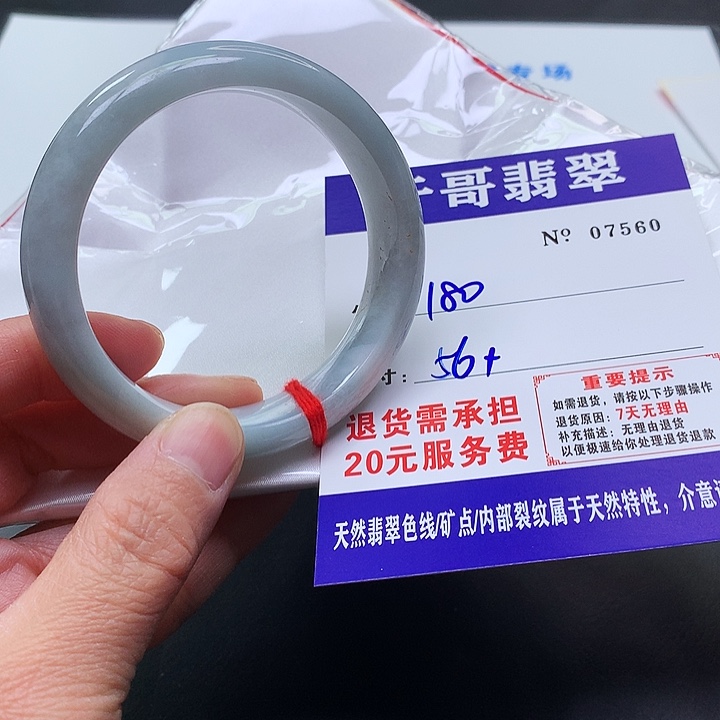 专场
哥翡翠
Nº 07560
180
寸: 56+
退货需承担
20元服务费
重要提示
如需退货,请按以下步骤操作
退货原因:7天无理由
补充描述:无理由退货
以便极速给你处理退货退款
天然翡翠色线/矿点/内部裂纹属于天然特性,介意